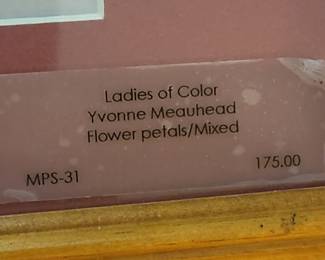 Ladies of Color
Yvonne Meauhead
Flower petals/Mixed
MPS-31 175.00